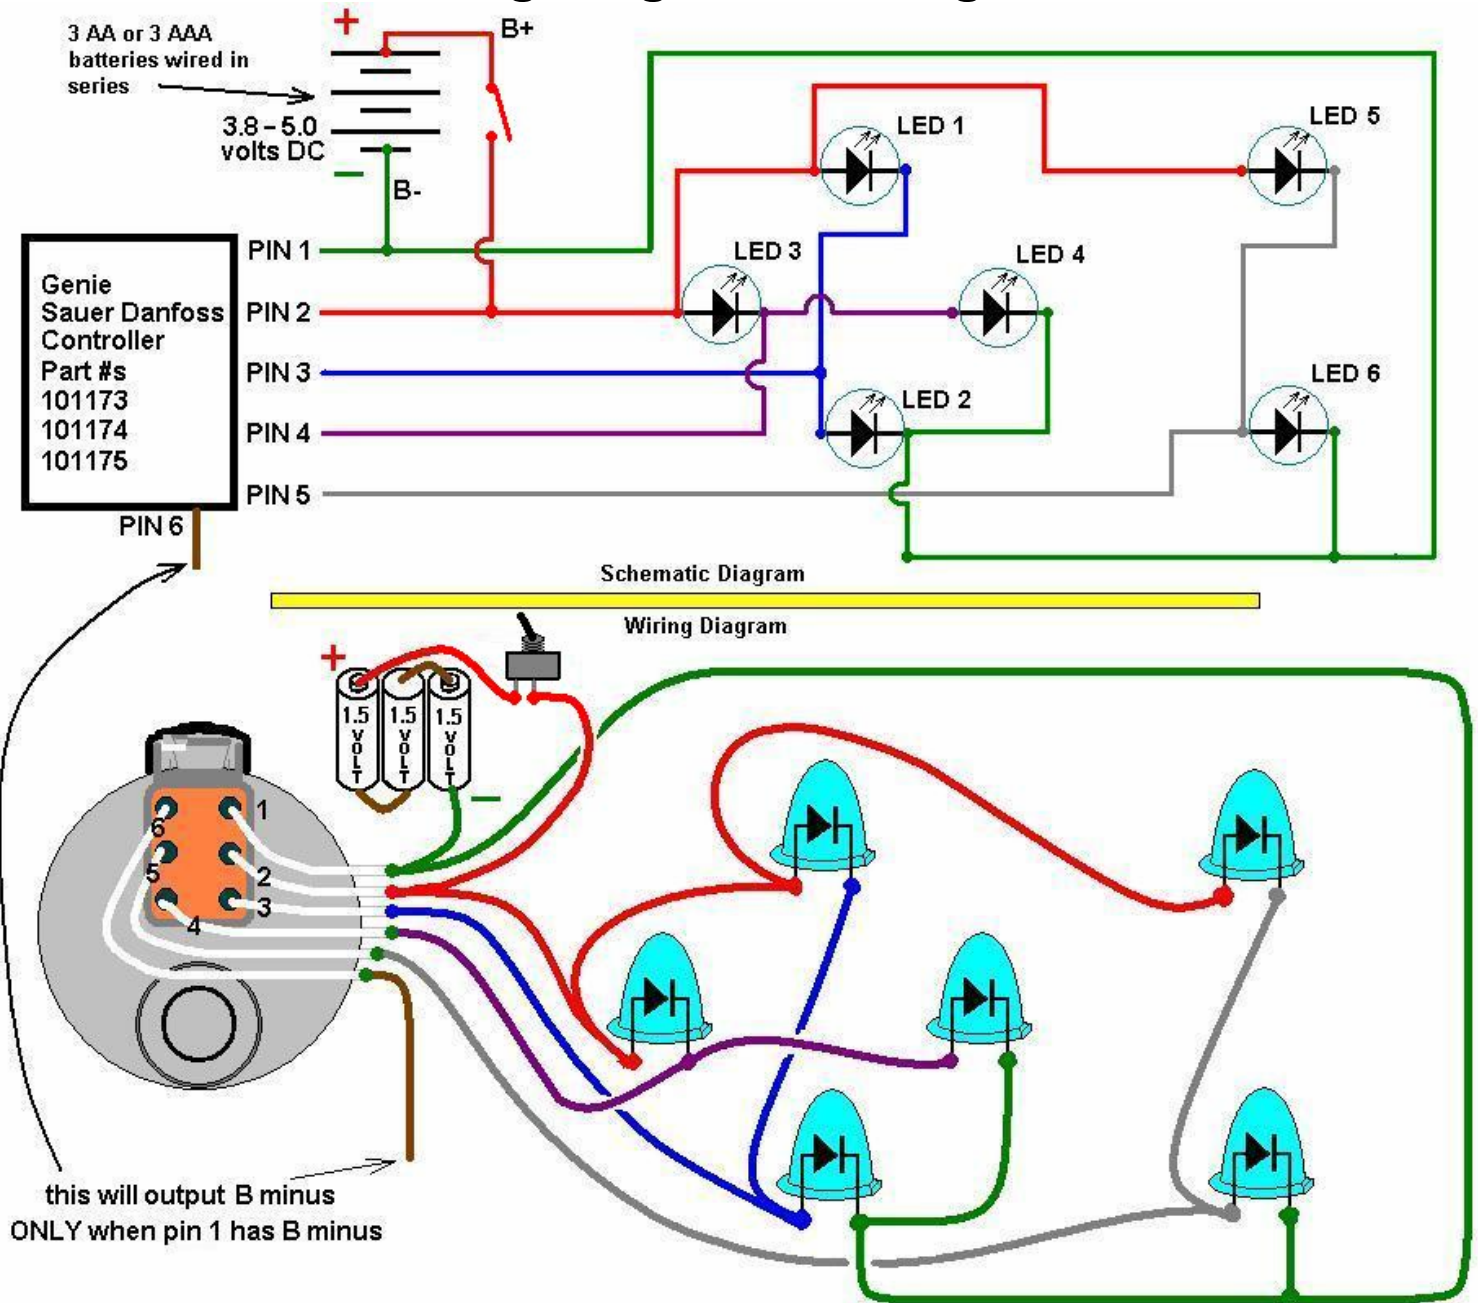 3 AA or 3 AAA
batteries wired in
series
+
B+
3.8 – 5.0
volts DC
B-
LED 1
LED 5
PIN 1
LED 3
LED 4
Genie
Sauer Danfoss
Controller
Part #s
101173
101174
101175
PIN 2
PIN 3
LED 2
LED 6
PIN 4
PIN 5
PIN 6
Schematic Diagram
Wiring Diagram
+
1.5
VOLT
1.5
VOLT
1.5
VOLT
1
6
5
2
3
4
this will output B minus
ONLY when pin 1 has B minus